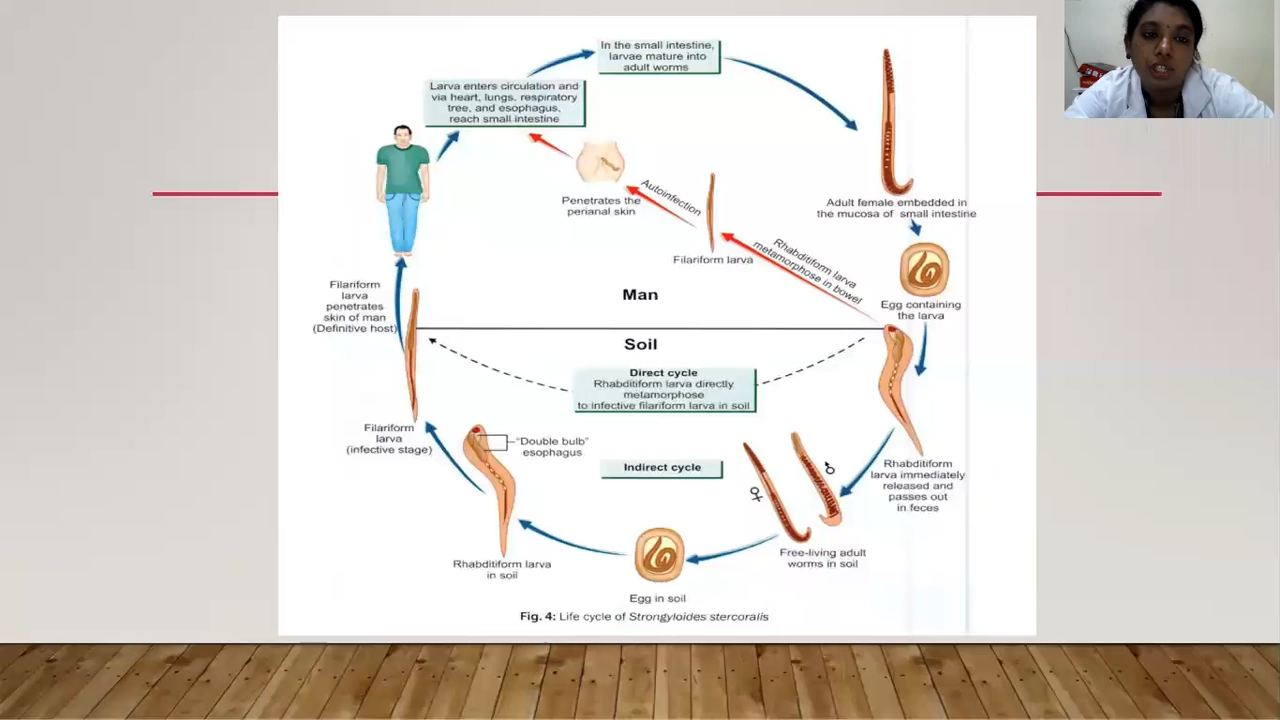 In the small intestine,
larvae mature into
adult worms
Larva enters circulation and
via heart, lungs, respiratory
tree, and esophagus,
reach small intestine
Autoinfection
Penetrates the
perianal skin
Adult female embedded in
the mucosa of small intestine
Filariform larva
Rhabditiform larva
metamorphose in bowel
Egg containing
the larva
Filariform
larva
penetrates
skin of man
(Definitive host)
Man
Soil
Direct cycle
Rhabditiform larva directly
metamorphose
to infective filariform larva in soil
Filariform
larva
(infective stage)
"Double bulb"
esophagus
Indirect cycle
♀
♂
Rhabditiform
larva immediately
released and
passes out
in feces
Free-living adult
worms in soil
Rhabditiform larva
in soil
Egg in soil
Fig. 4: Life cycle of Strongyloides stercoralis